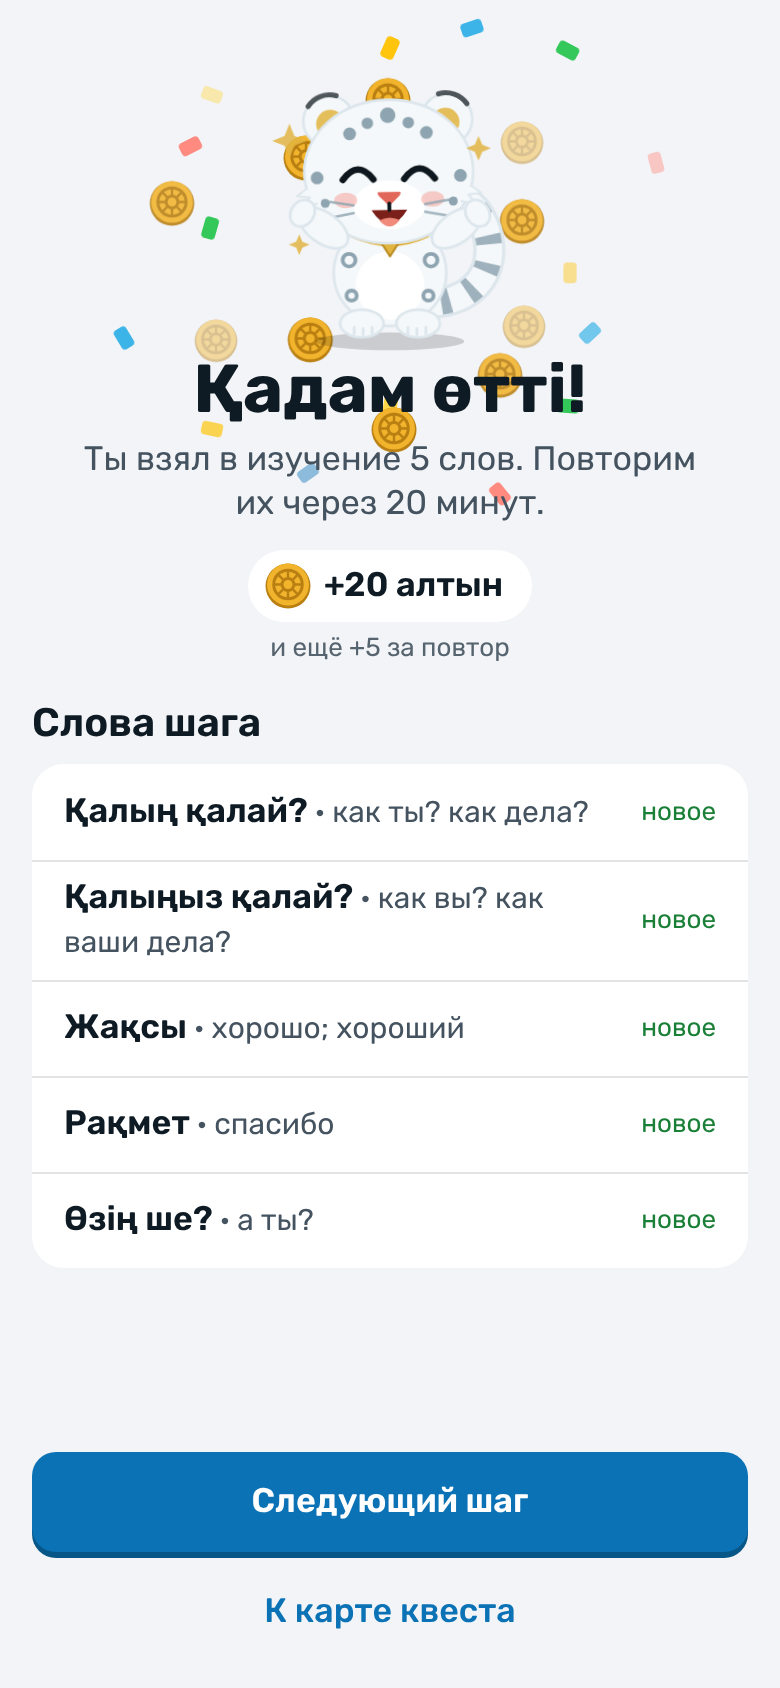 Қадам өтті!
Ты взял в изучение 5 слов. Повторим
их через 20 минут.
+20 алтын
и ещё +5 за повтор
Слова шага
Қалың қалай? • как ты? как дела? новое
Қалыңыз қалай? • как вы? как
ваши дела? новое
Жақсы • хорошо; хороший новое
Рақмет • спасибо новое
Өзің ше? • а ты? новое
Следующий шаг
К карте квеста